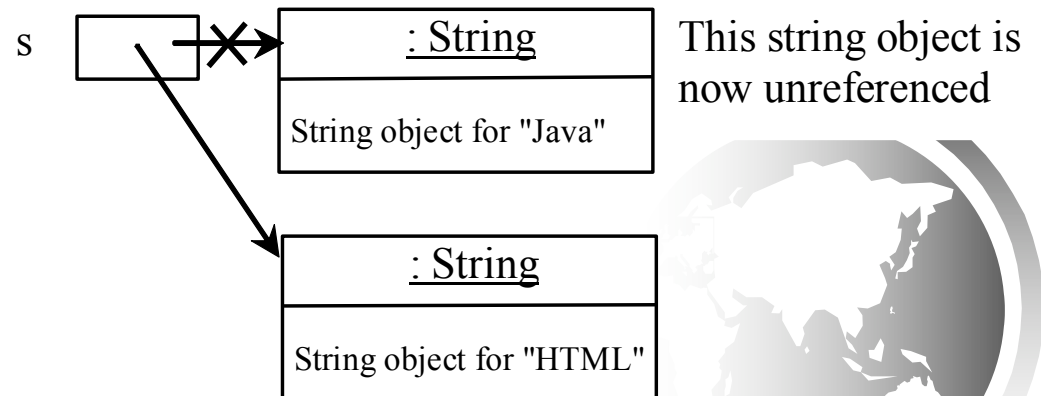 s
: String
This string object is
now unreferenced
String object for "Java"
: String
String object for "HTML"